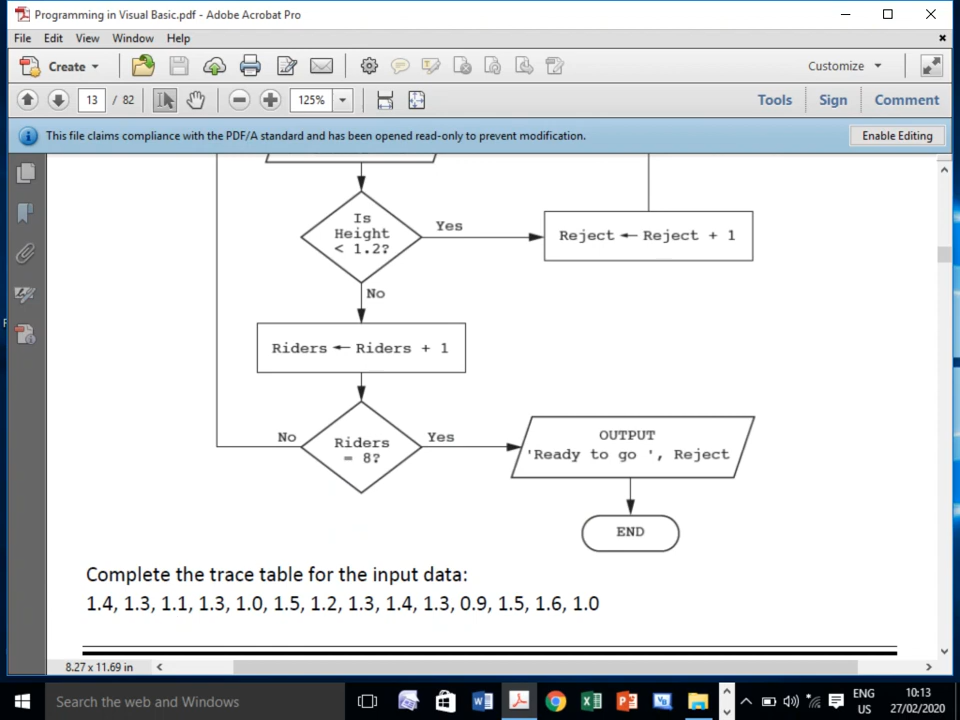 Programming in Visual Basic.pdf - Adobe Acrobat Pro
File Edit View Window Help
Create
Customize
13 / 82
125%
Tools Sign Comment
This file claims compliance with the PDF/A standard and has been opened read-only to prevent modification.
Enable Editing
Is
Height
< 1.2?
Yes
Reject ← Reject + 1
No
Riders ← Riders + 1
No
Riders
= 8?
Yes
OUTPUT
'Ready to go ', Reject
END
Complete the trace table for the input data:
1.4, 1.3, 1.1, 1.3, 1.0, 1.5, 1.2, 1.3, 1.4, 1.3, 0.9, 1.5, 1.6, 1.0
8.27 x 11.69 in
Search the web and Windows
ENG
US
10:13
27/02/2020